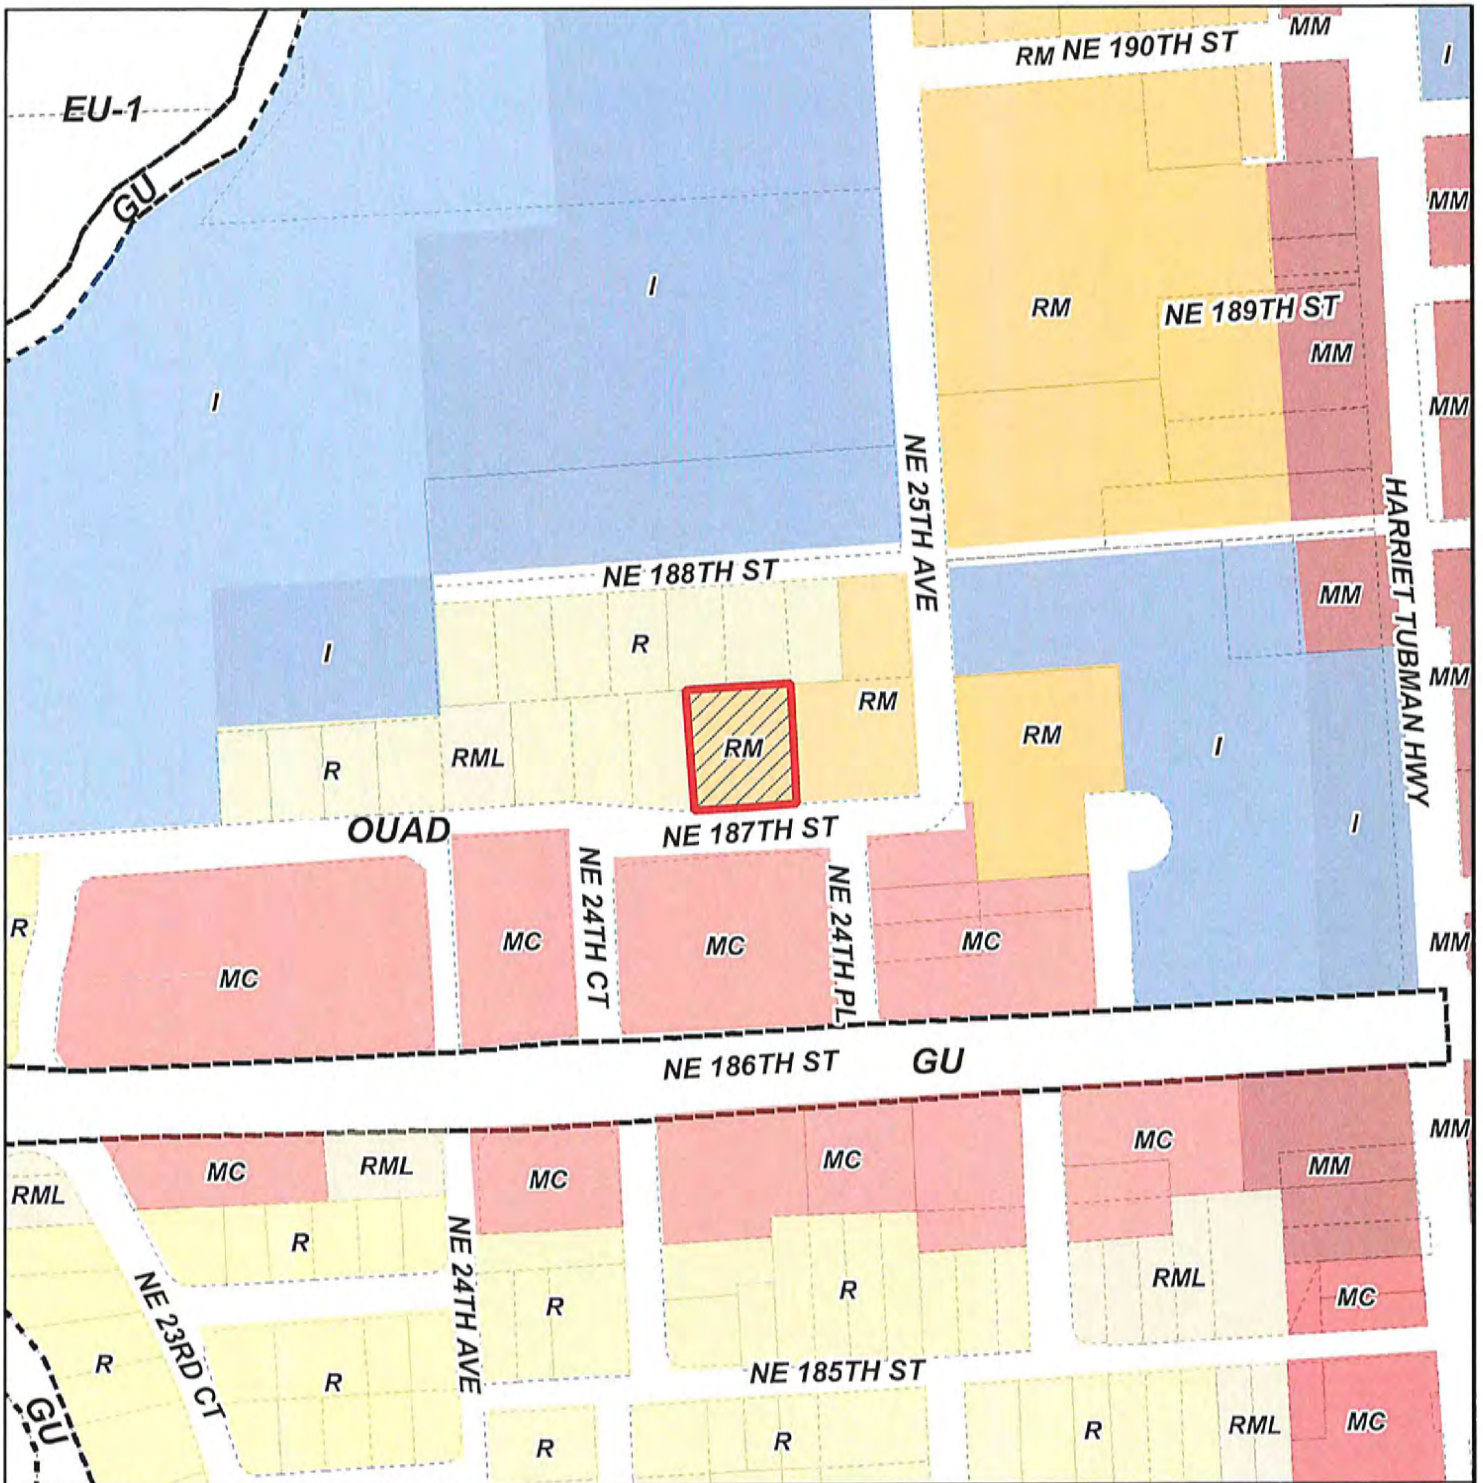 MM
RM NE 190TH ST
I
EU-1
GU
MM
I
RM
NE 189TH ST
MM
I
MM
NE 25TH AVE
HARRIET TUBMAN HWY
NE 188TH ST
MM
R
I
MM
RM
RM
RM
I
RML
R
I
OUAD
NE 187TH ST
NE 24TH CT
NE 24TH PL
R
MC
MC
MC
MC
MM
NE 186TH ST
GU
MM
MC
MC
RML
MC
MC
MM
RML
R
NE 24TH AVE
RML
R
R
MC
NE 23RD CT
R
R
NE 185TH ST
GU
R
R
R
RML
MC